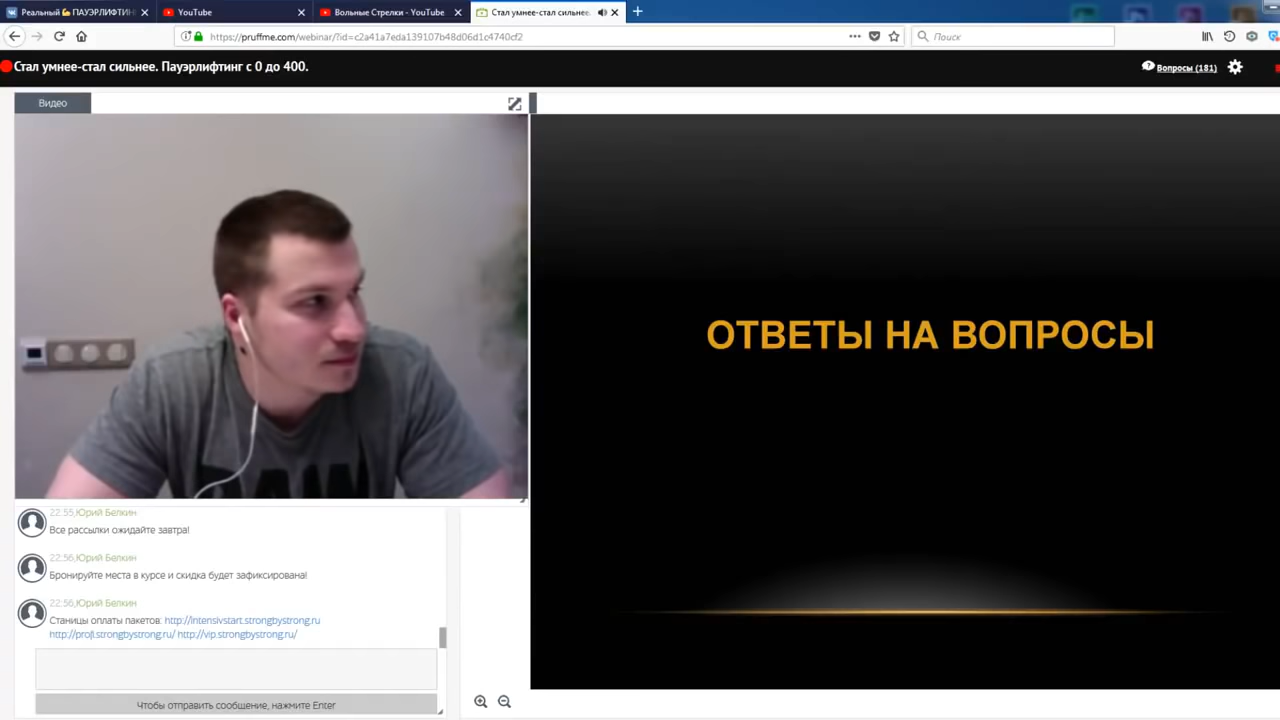 Реальный 💪 ПАУЭРЛИФТИН
YouTube
Вольные Стрелки - YouTube
Стал умнее-стал сильнее.
https://pruffme.com/webinar/?id=c2a41a7eda139107b48d06d1c4740cf2
Поиск
Стал умнее-стал сильнее. Пауэрлифтинг с 0 до 400.
Вопросы (181)
Видео
ОТВЕТЫ НА ВОПРОСЫ
22:55,Юрий Белкин
Все рассылки ожидайте завтра!
22:56,Юрий Белкин
Бронируйте места в курсе и скидка будет зафиксирована!
22:56,Юрий Белкин
Станицы оплаты пакетов: http://intensivstart.strongbystrong.ru
http://profi.strongbystrong.ru/ http://vip.strongbystrong.ru/
Чтобы отправить сообщение, нажмите Enter